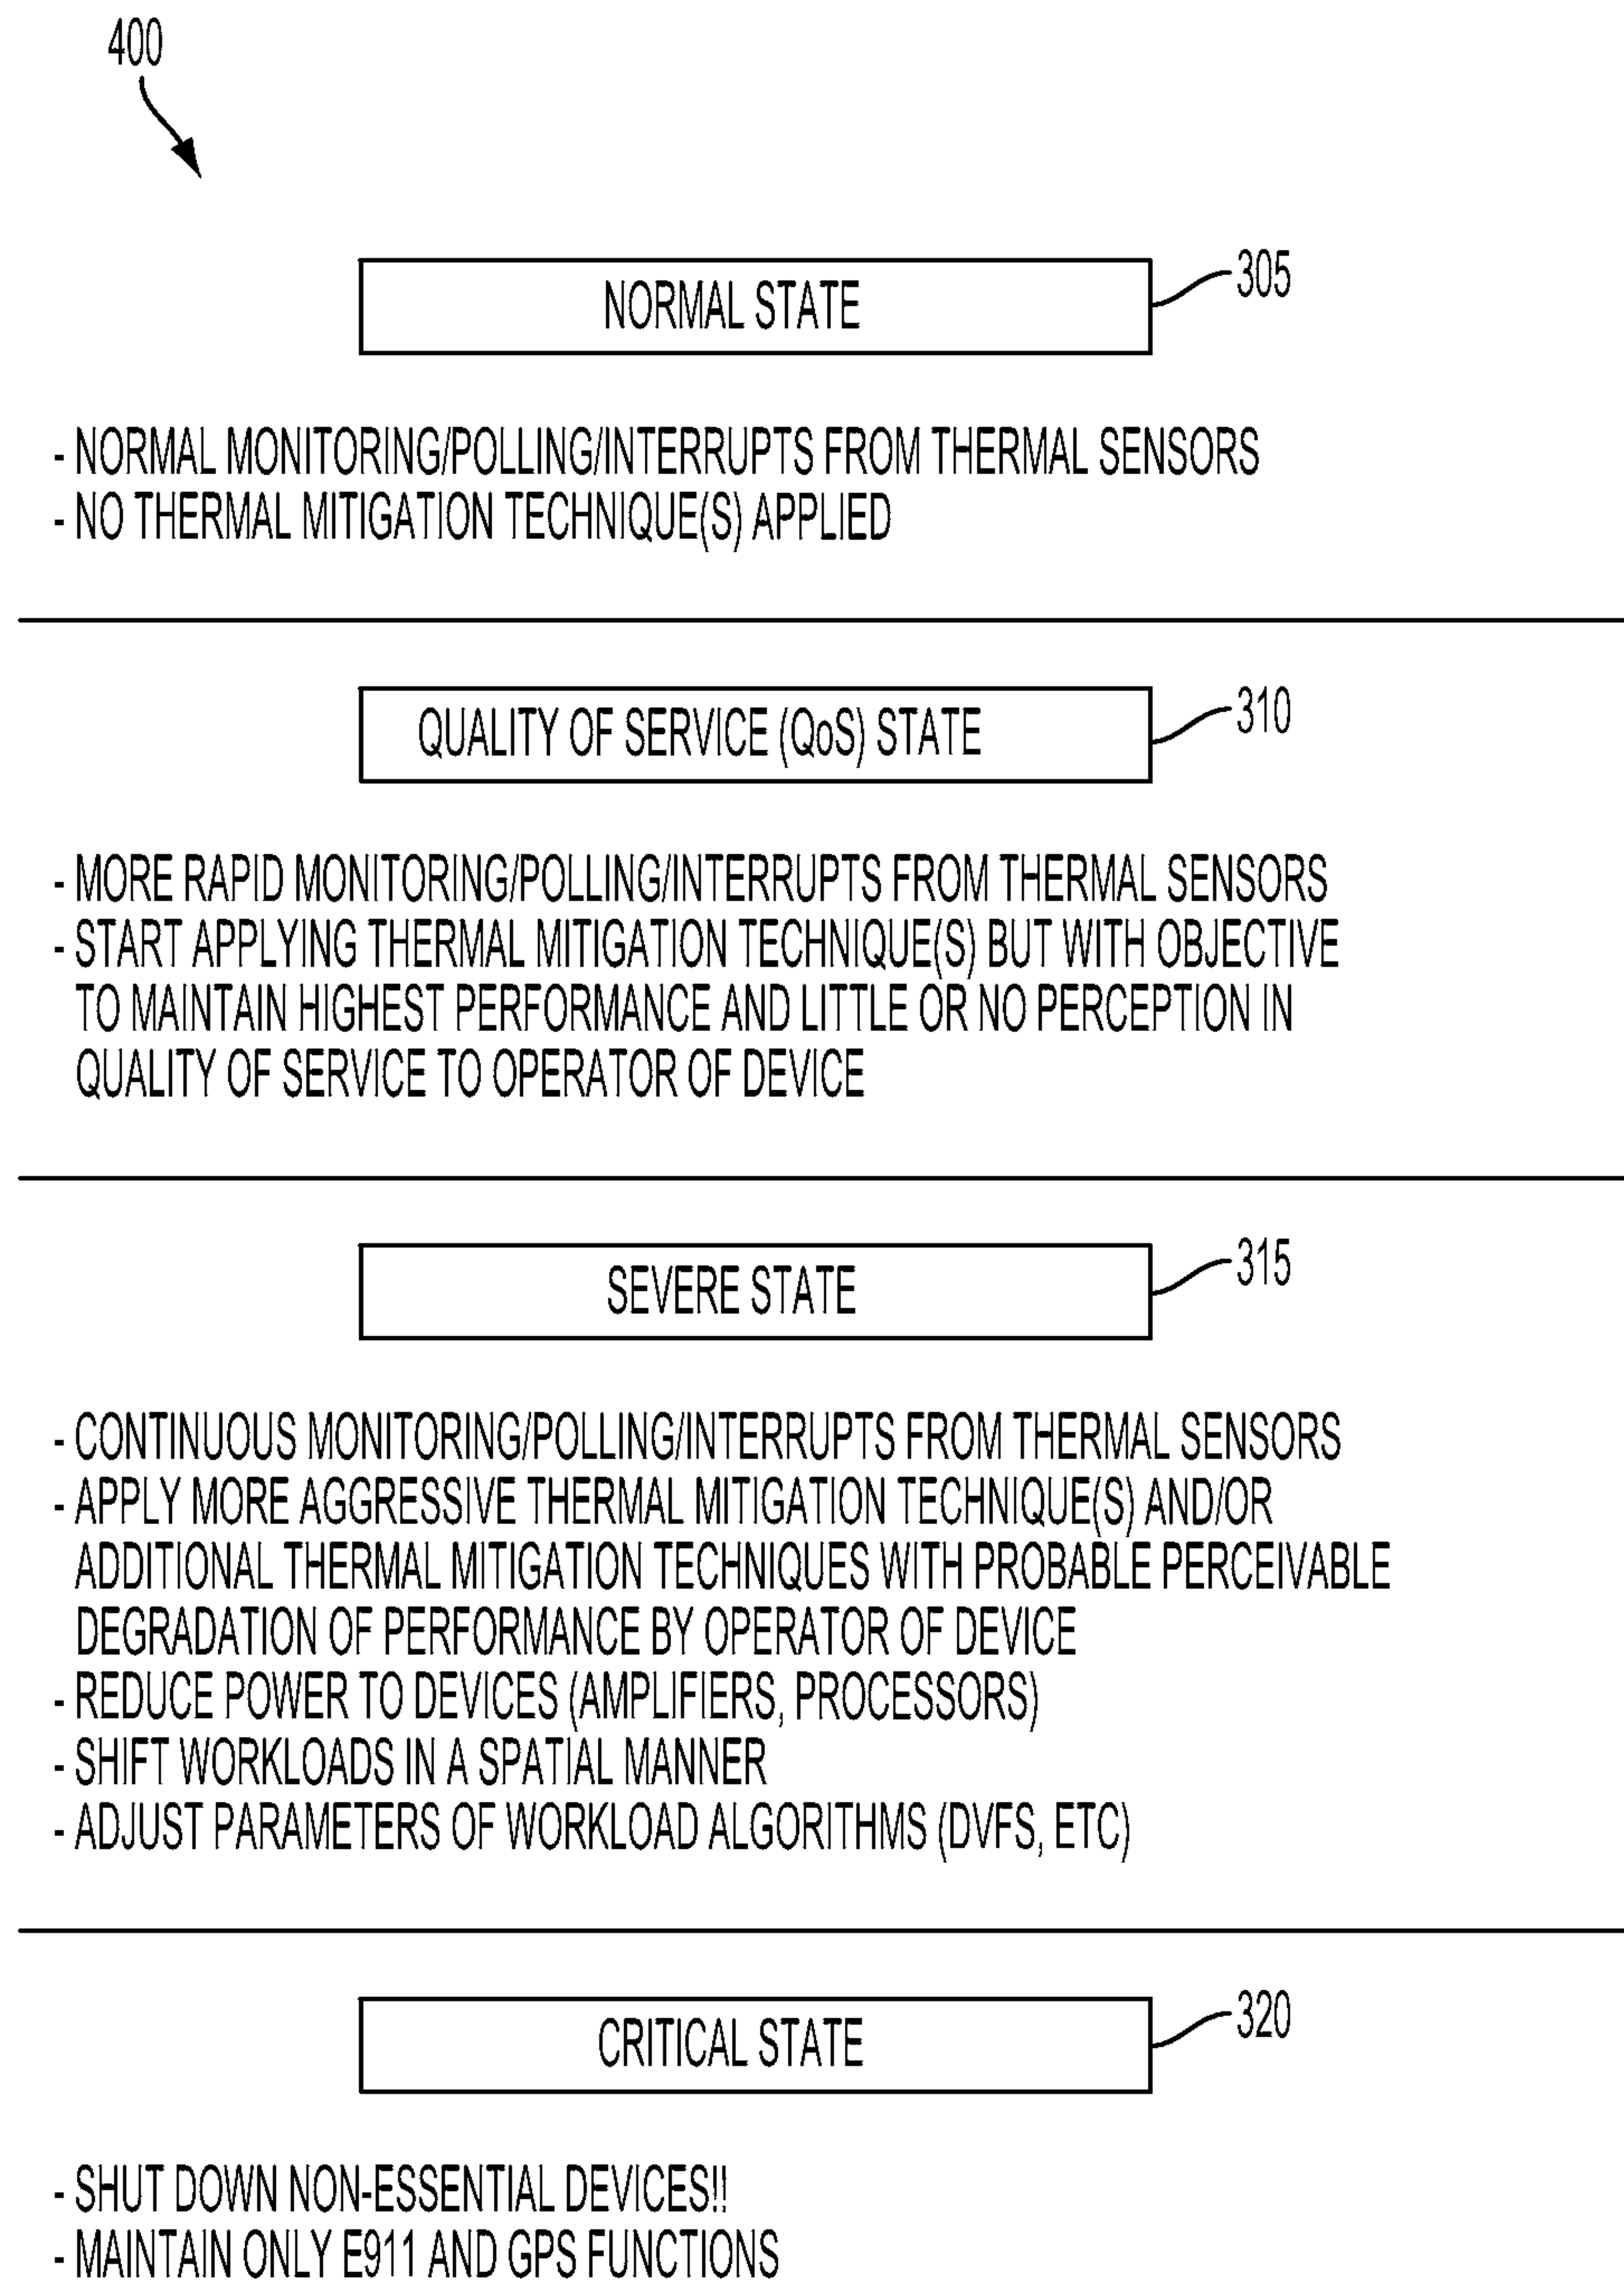 400
NORMAL STATE
305
- NORMAL MONITORING/POLLING/INTERRUPTS FROM THERMAL SENSORS
- NO THERMAL MITIGATION TECHNIQUE(S) APPLIED
QUALITY OF SERVICE (QoS) STATE
310
- MORE RAPID MONITORING/POLLING/INTERRUPTS FROM THERMAL SENSORS
- START APPLYING THERMAL MITIGATION TECHNIQUE(S) BUT WITH OBJECTIVE
TO MAINTAIN HIGHEST PERFORMANCE AND LITTLE OR NO PERCEPTION IN
QUALITY OF SERVICE TO OPERATOR OF DEVICE
SEVERE STATE
315
- CONTINUOUS MONITORING/POLLING/INTERRUPTS FROM THERMAL SENSORS
- APPLY MORE AGGRESSIVE THERMAL MITIGATION TECHNIQUE(S) AND/OR
ADDITIONAL THERMAL MITIGATION TECHNIQUES WITH PROBABLE PERCEIVABLE
DEGRADATION OF PERFORMANCE BY OPERATOR OF DEVICE
- REDUCE POWER TO DEVICES (AMPLIFIERS, PROCESSORS)
- SHIFT WORKLOADS IN A SPATIAL MANNER
- ADJUST PARAMETERS OF WORKLOAD ALGORITHMS (DVFS, ETC)
CRITICAL STATE
320
- SHUT DOWN NON-ESSENTIAL DEVICES!!
- MAINTAIN ONLY E911 AND GPS FUNCTIONS